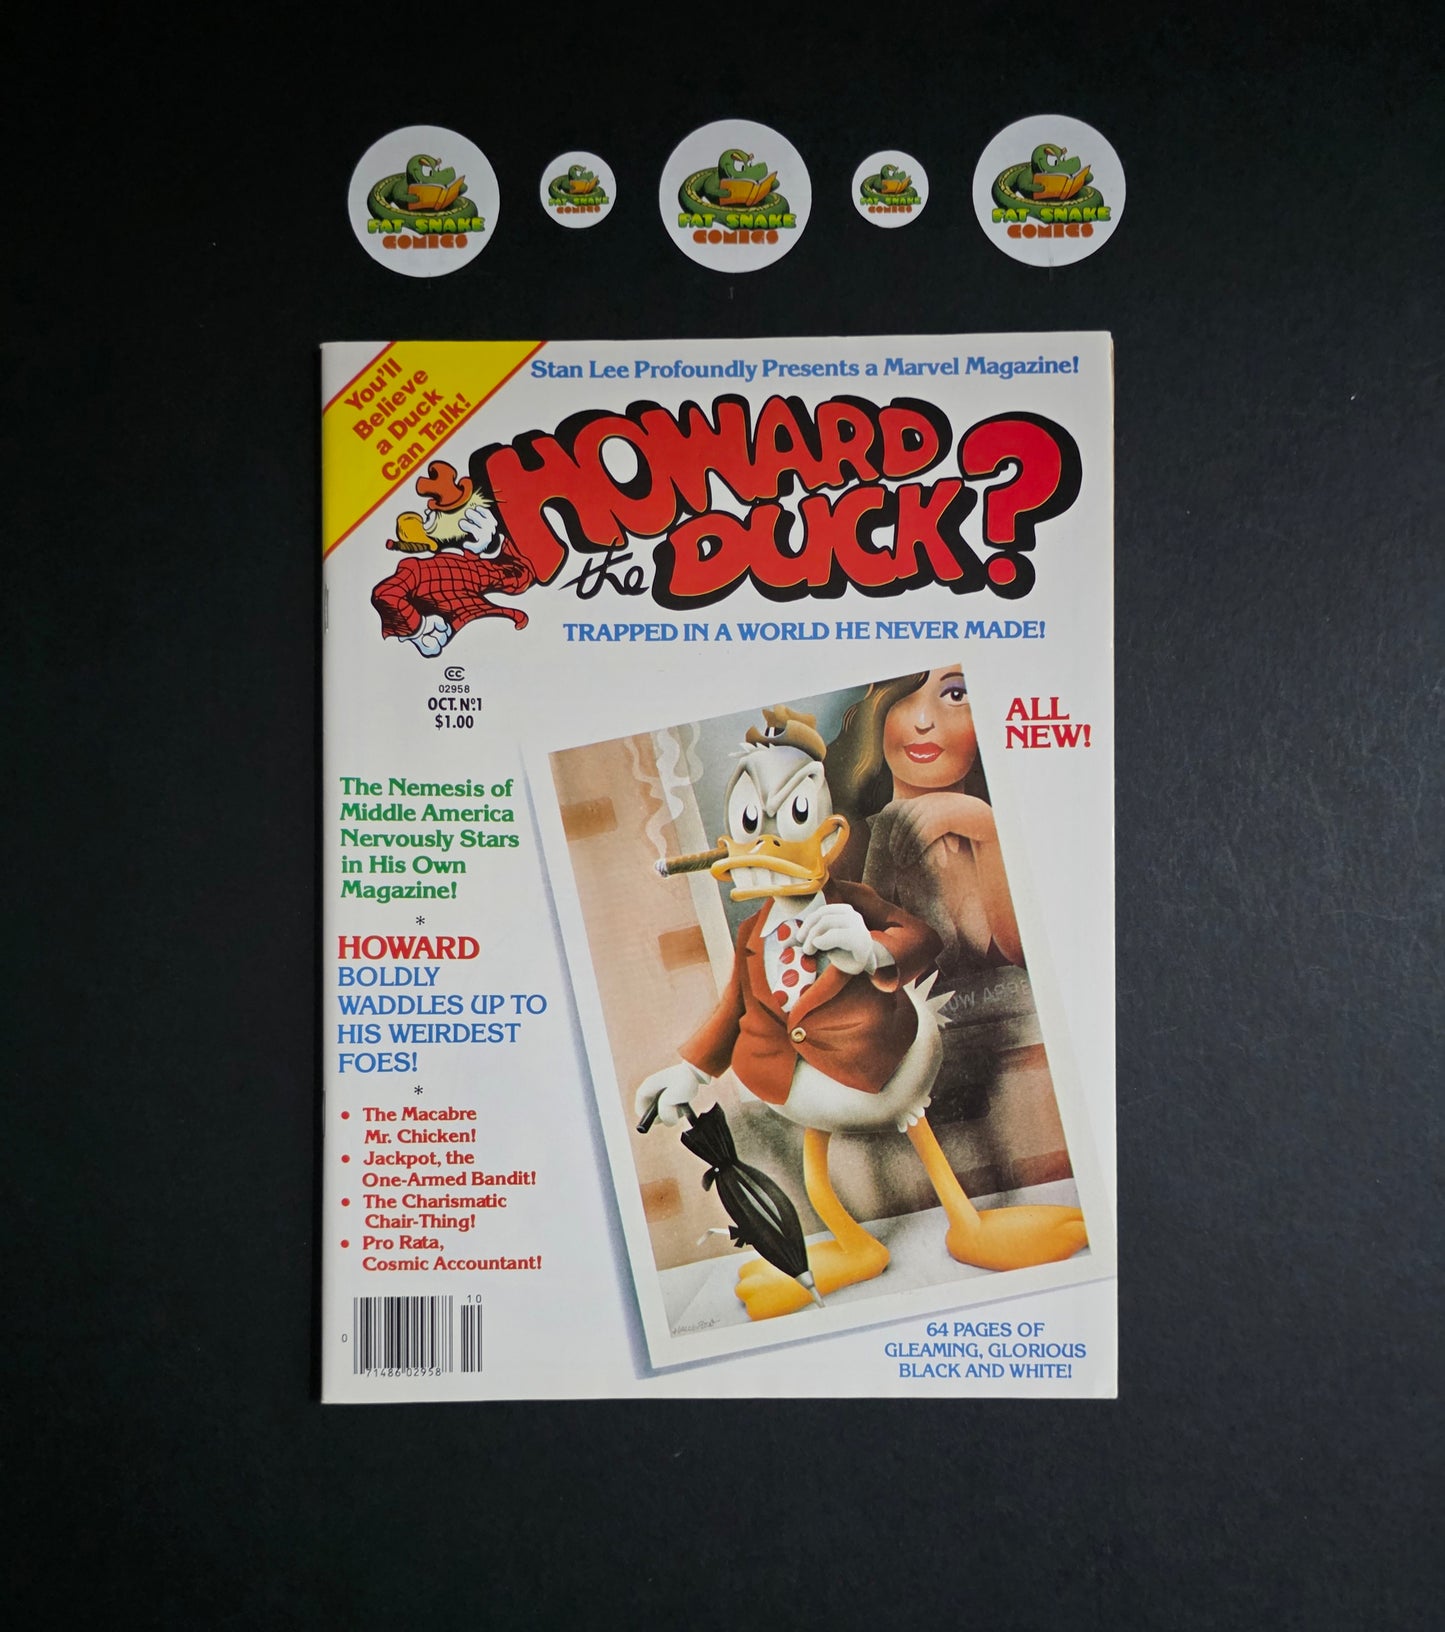 FAT SNAKE
COMICS
FAT SNAKE
COMICS
FAT SNAKE
COMICS
FAT SNAKE
COMICS
FAT SNAKE
COMICS
You'll
Believe
a Duck
Can Talk!
Stan Lee Profoundly Presents a Marvel Magazine!
HOWARD
the DUCK?
TRAPPED IN A WORLD HE NEVER MADE!
CC
02958
OCT. Nº.1
$1.00
ALL
NEW!
The Nemesis of
Middle America
Nervously Stars
in His Own
Magazine!
*
HOWARD
BOLDLY
WADDLES UP TO
HIS WEIRDEST
FOES!
*
• The Macabre
Mr. Chicken!
• Jackpot, the
One-Armed Bandit!
• The Charismatic
Chair-Thing!
• Pro Rata,
Cosmic Accountant!
10
0 71486 02958
64 PAGES OF
GLEAMING, GLORIOUS
BLACK AND WHITE!